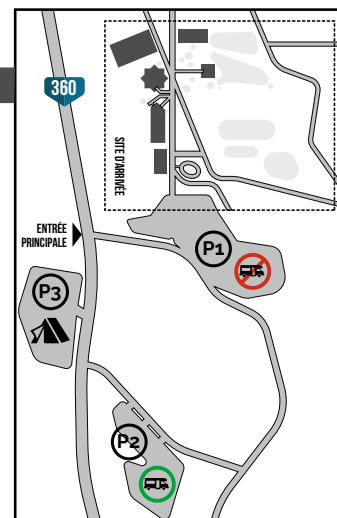 360
SITE D'ARRIVÉE
ENTRÉE
PRINCIPALE
P1
P3
P2